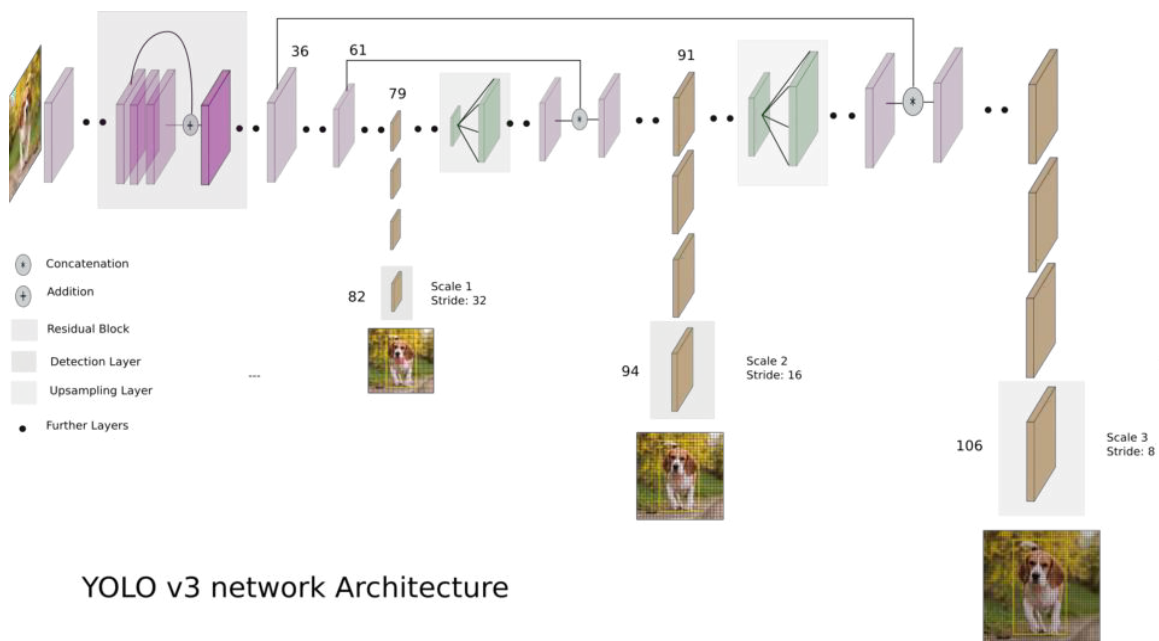 36
61
91
79
+
*
*
* Concatenation
+ Addition
Residual Block
Detection Layer
Upsampling Layer
Further Layers
---
82
Scale 1
Stride: 32
94
Scale 2
Stride: 16
106
Scale 3
Stride: 8
YOLO v3 network Architecture